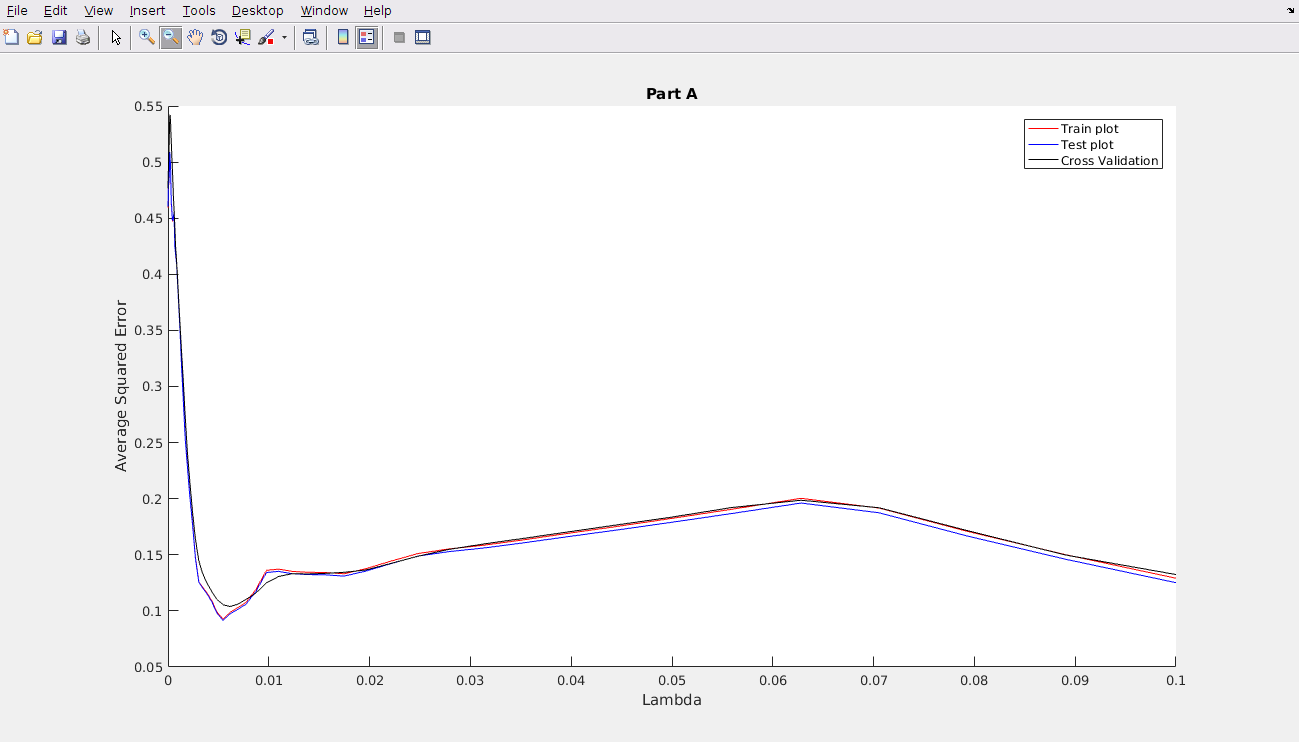 File Edit View Insert Tools Desktop Window Help
Part A
0.55
0.5
0.45
0.4
0.35
0.3
0.25
0.2
0.15
0.1
0.05
Average Squared Error
Train plot
Test plot
Cross Validation
0 0.01 0.02 0.03 0.04 0.05 0.06 0.07 0.08 0.09 0.1
Lambda